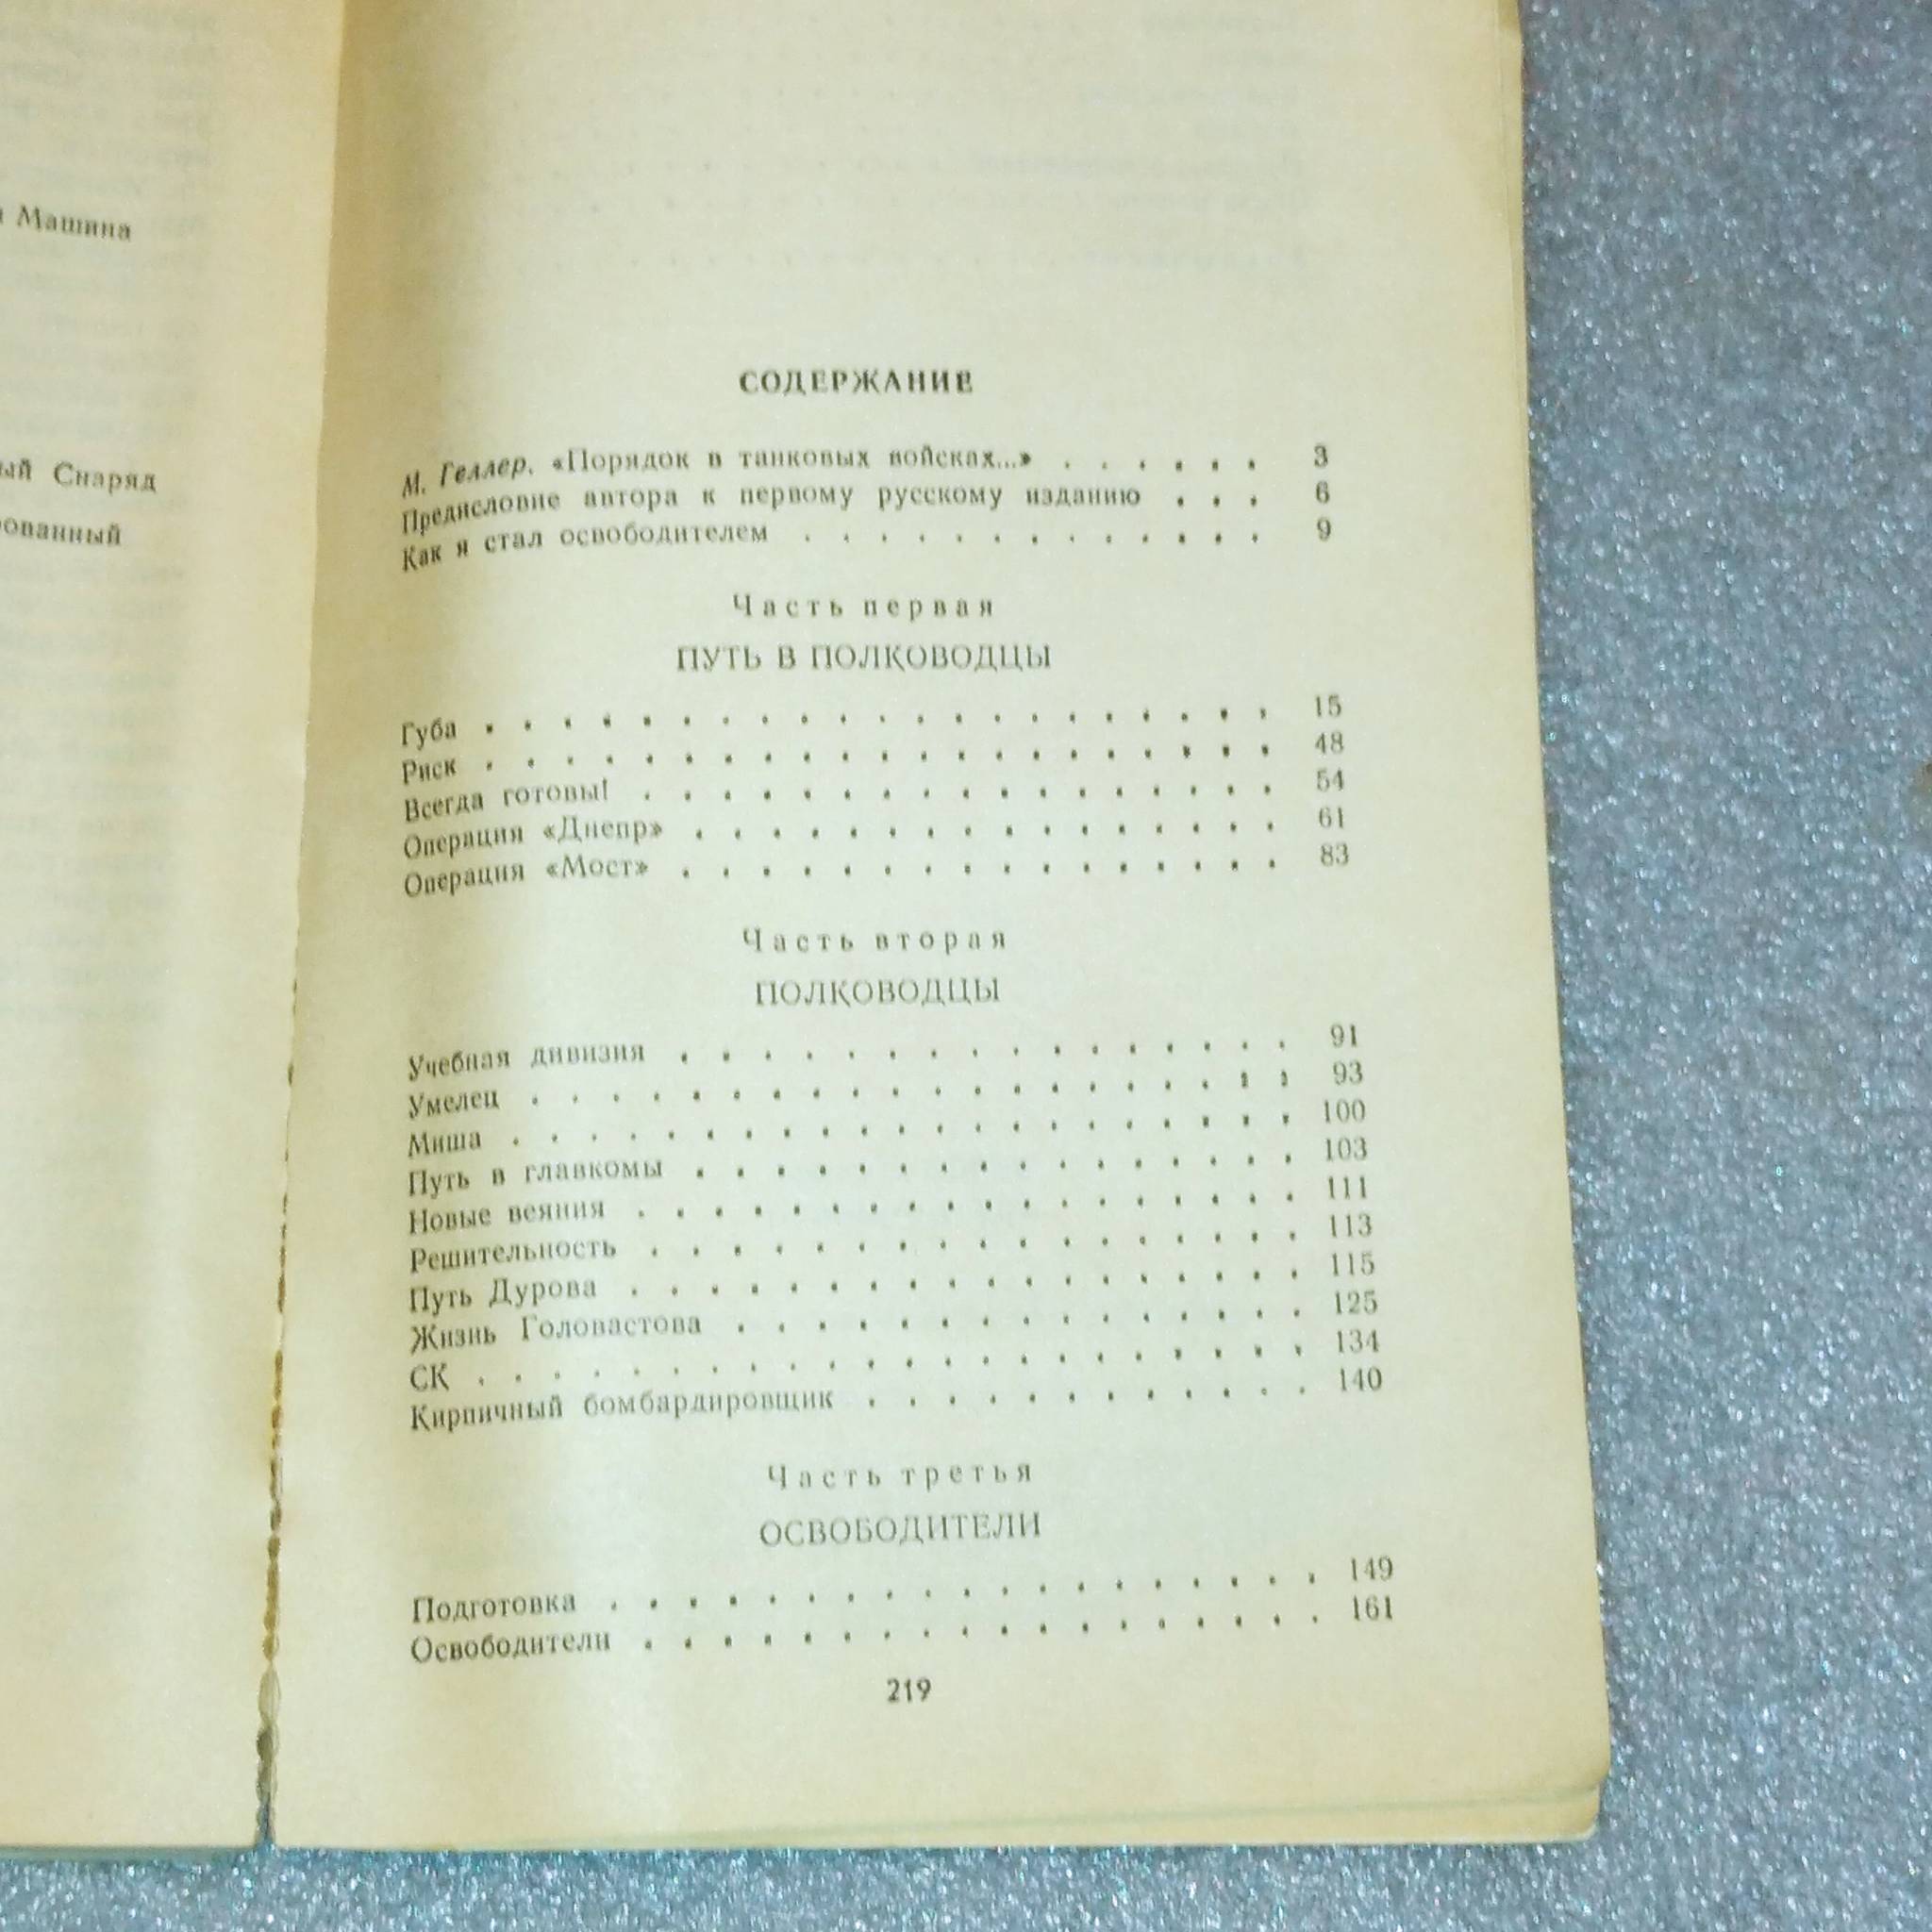 Машина
Снаряд
СОДЕРЖАНИЕ
М. Геллер. «Порядок в танковых войсках...» . . . . . . 3
Предисловие автора к первому русскому изданию . . . 6
Как я стал освободителем . . . . . . . . . . . . 9
Часть первая
ПУТЬ В ПОЛКОВОДЦЫ
Губа . . . . . . . . . . . . . . . . . . . . . 15
Риск . . . . . . . . . . . . . . . . . . . . . 48
Всегда готовы! . . . . . . . . . . . . . . . . . 54
Операция «Днепр» . . . . . . . . . . . . . . . 61
Операция «Мост» . . . . . . . . . . . . . . . 83
Часть вторая
ПОЛКОВОДЦЫ
Учебная дивизия . . . . . . . . . . . . . . . 91
Умелец . . . . . . . . . . . . . . . . . . . 93
Миша . . . . . . . . . . . . . . . . . . . . 100
Путь в главкомы . . . . . . . . . . . . . . . 103
Новые веяния . . . . . . . . . . . . . . . . . 111
Решительность . . . . . . . . . . . . . . . . 113
Путь Дурова . . . . . . . . . . . . . . . . . 115
Жизнь Головастова . . . . . . . . . . . . . . 125
СК . . . . . . . . . . . . . . . . . . . . . 134
Кирпичный бомбардировщик . . . . . . . . . . . 140
Часть третья
ОСВОБОДИТЕЛИ
Подготовка . . . . . . . . . . . . . . . . . . 149
Освободители . . . . . . . . . . . . . . . . . 161
219